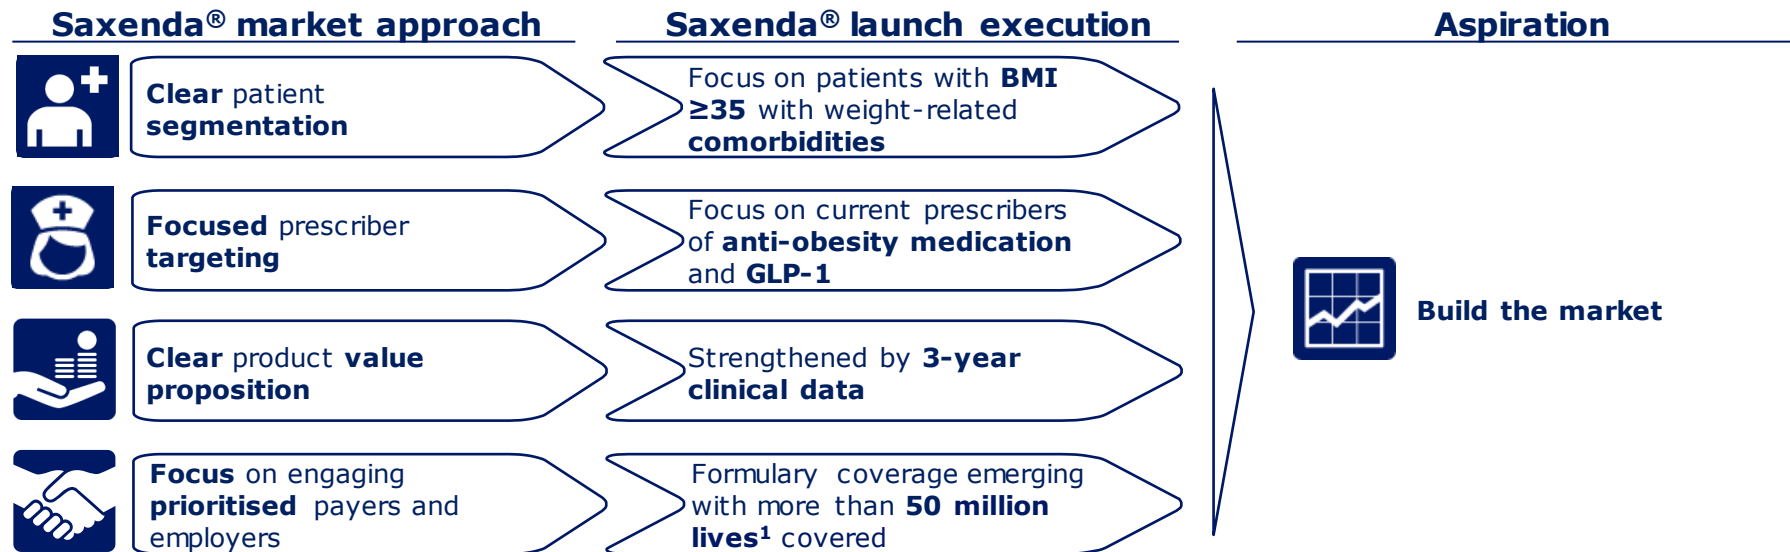 Saxenda® market approach
Saxenda® launch execution
Aspiration
Clear patient
segmentation
Focus on patients with BMI
≥35 with weight-related
comorbidities
Focused prescriber
targeting
Focus on current prescribers
of anti-obesity medication
and GLP-1
Clear product value
proposition
Strengthened by 3-year
clinical data
Focus on engaging
prioritised payers and
employers
Formulary coverage emerging
with more than 50 million
lives¹ covered
Build the market